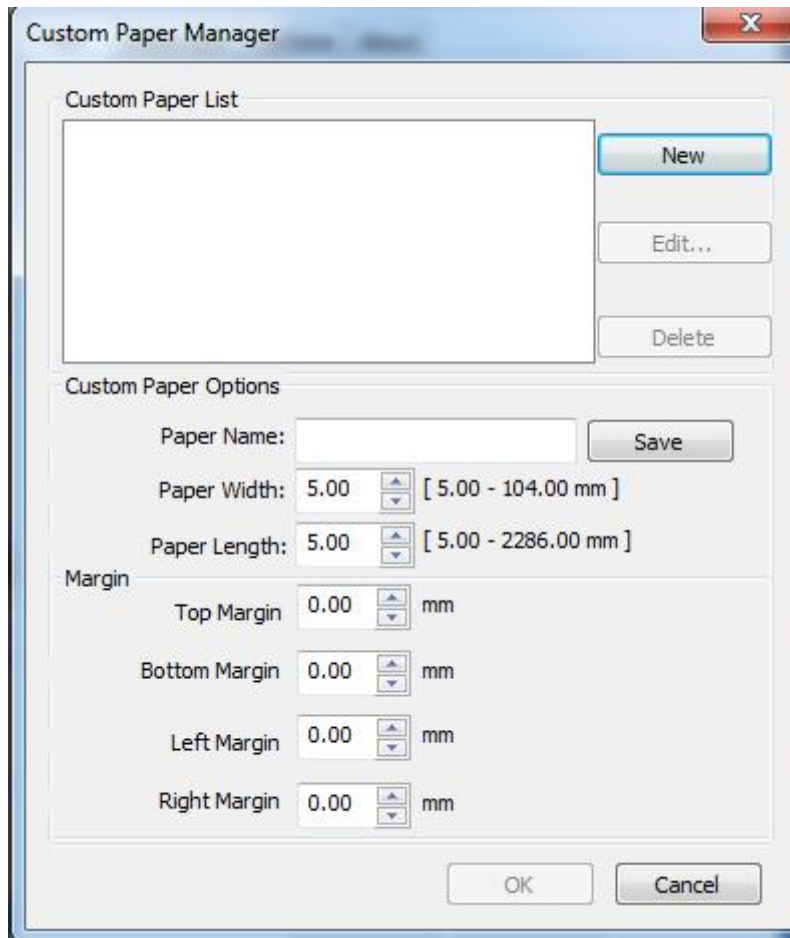 Custom Paper Manager
Custom Paper List
New
Edit...
Delete
Custom Paper Options
Paper Name:
Save
Paper Width: 5.00 [ 5.00 - 104.00 mm ]
Paper Length: 5.00 [ 5.00 - 2286.00 mm ]
Margin
Top Margin 0.00 mm
Bottom Margin 0.00 mm
Left Margin 0.00 mm
Right Margin 0.00 mm
OK Cancel